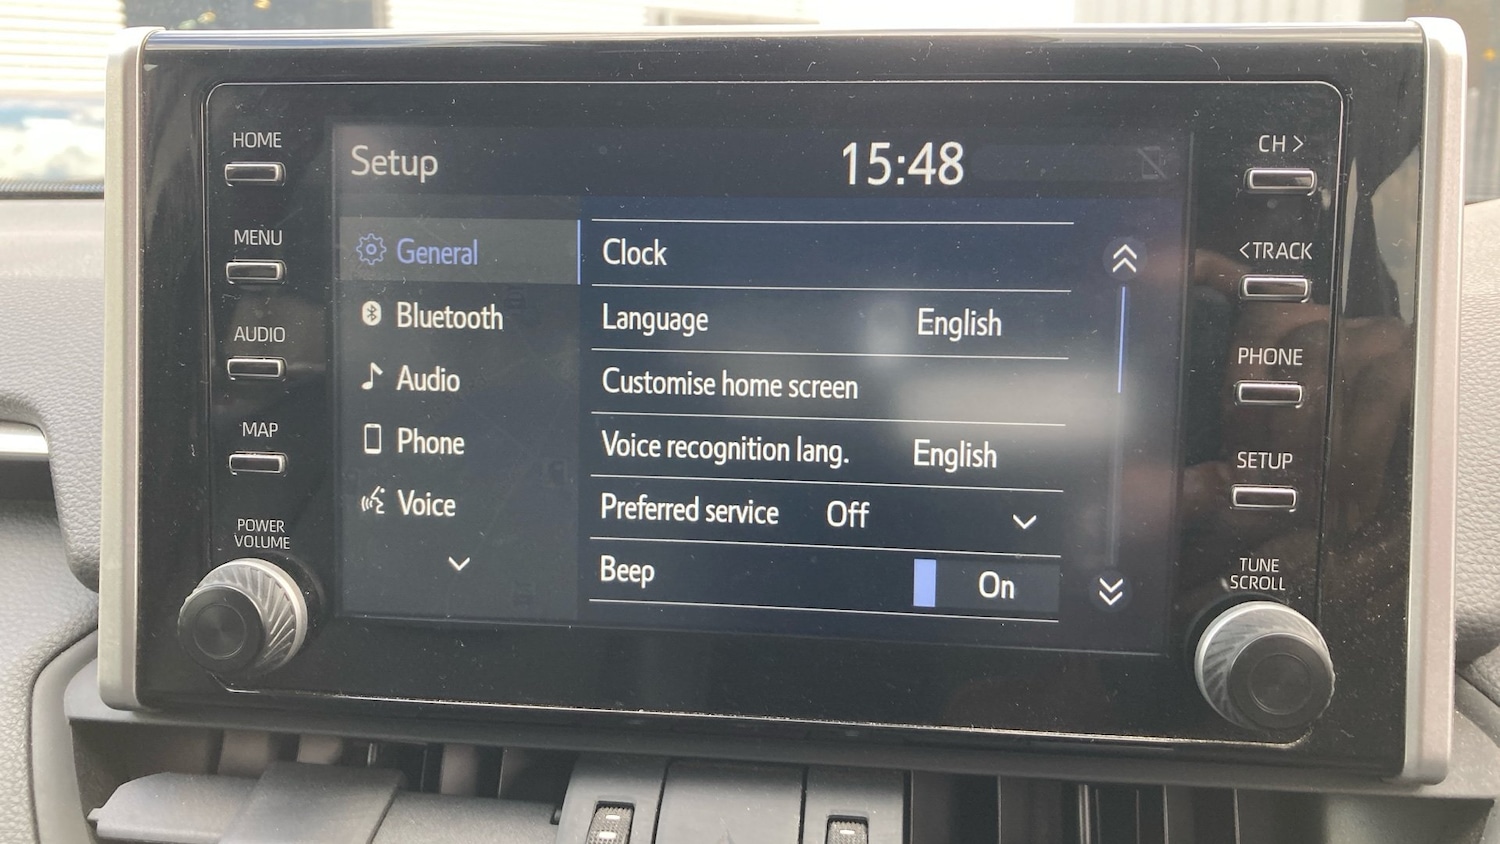 HOME
MENU
AUDIO
MAP
POWER
VOLUME
Setup
15:48
General
Bluetooth
Audio
Phone
Voice
Clock
Language English
Customise home screen
Voice recognition lang. English
Preferred service Off
Beep On
CH >
<TRACK
PHONE
SETUP
TUNE
SCROLL